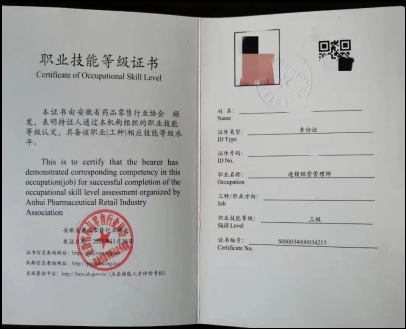 职业技能等级证书
Certificate of Occupational Skill Level
本证书由安徽省药品零售行业协会 颁
发,表明持证人通过本机构组织的职业技
能等级认定,具备该职业(工种)相应技能等级水
平。
This is to certify that the bearer has
demonstrated corresponding competency in this
occupation(job) for successful completion of the
occupational skill level assessment organized by
Anhui Pharmaceutical Retail Industry
Association
发证日期
姓名:
Name
证件类型: 身份证
ID Type
证件号码:
ID No.
职业名称: 连锁经营管理师
Occupation
工种/职业方向:
Job
职业技能等级: 三级
Skill Level
证书编号: S000034000034213
Certificate No.